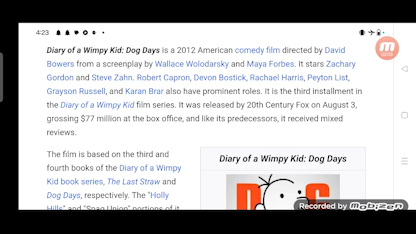 4:23
Diary of a Wimpy Kid: Dog Days is a 2012 American comedy film directed by David
Bowers from a screenplay by Wallace Wolodarsky and Maya Forbes. It stars Zachary
Gordon and Steve Zahn. Robert Capron, Devon Bostick, Rachael Harris, Peyton List,
Grayson Russell, and Karan Brar also have prominent roles. It is the third installment in
the Diary of a Wimpy Kid film series. It was released by 20th Century Fox on August 3,
grossing $77 million at the box office, and like its predecessors, it received mixed
reviews.
The film is based on the third and
fourth books of the Diary of a Wimpy
Kid book series, The Last Straw and
Dog Days, respectively. The "Holly
Hills" and "Spag Union" portions of it
Diary of a Wimpy Kid: Dog Days
Recorded by Mobizen